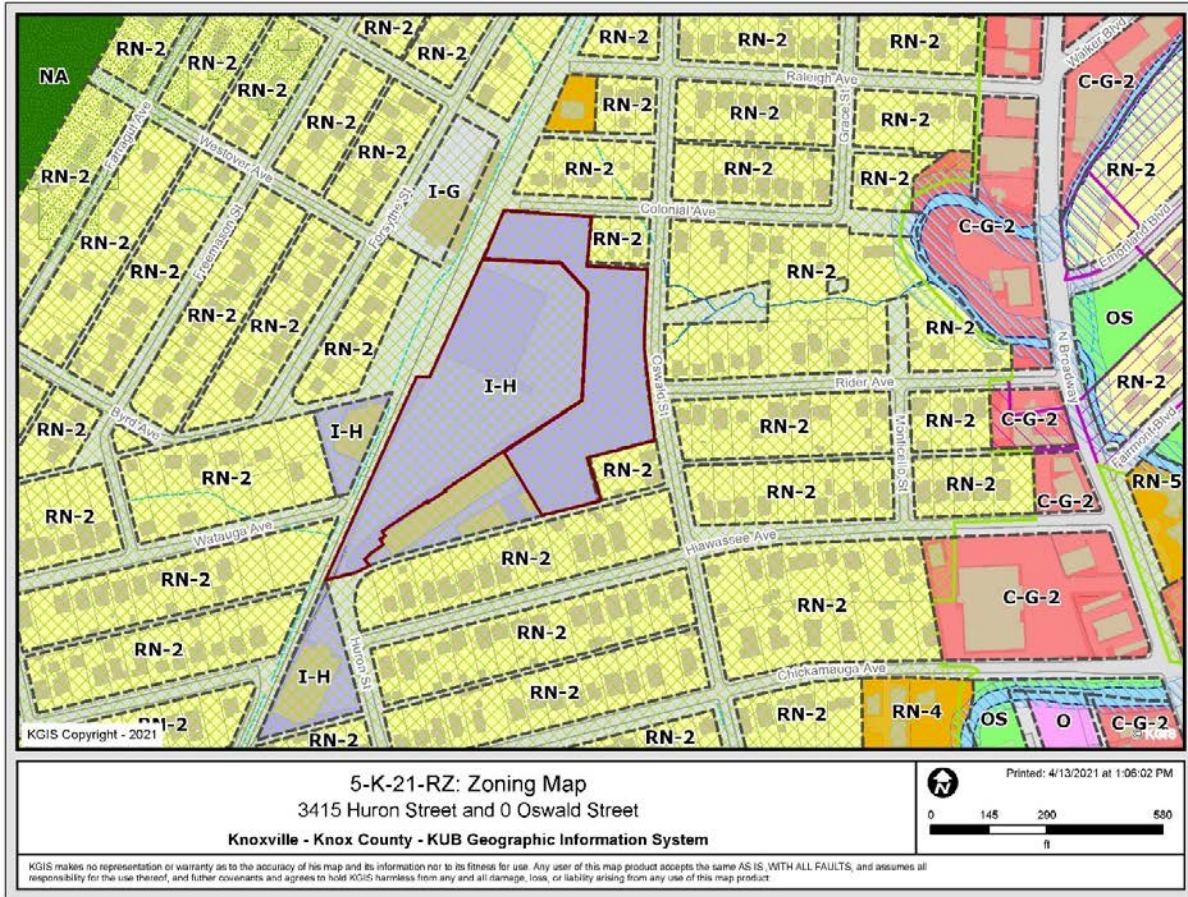 RN-2
RN-2
RN-2
RN-2
RN-2
RN-2
Walker Blvd
NA
RN-2
Raleigh Ave
C-G-2
RN-2
RN-2
RN-2
RN-2
RN-2
Grace St
RN-2
RN-2
Farragut Ave
Westover Ave
RN-2
RN-2
RN-2
RN-2
RN-2
RN-2
I-G
Forsythe St
Freemason St
Colonial Ave
C-G-2
Emorland Blvd
RN-2
RN-2
RN-2
RN-2
RN-2
OS
RN-2
RN-2
RN-2
N Broadway
I-H
Oswald St
Rider Ave
RN-2
Byrd Ave
RN-2
I-H
RN-2
Monticello St
RN-2
C-G-2
Fairmont Blvd
RN-2
RN-2
RN-2
RN-2
C-G-2
RN-5
RN-2
Watauga Ave
Hiawassee Ave
RN-2
RN-2
RN-2
C-G-2
RN-2
RN-2
Huron St
I-H
Chickamauga Ave
RN-2
RN-2
RN-4
OS
O
C-G-2
RN-2
RN-2
KGIS Copyright - 2021
© KGIS
5-K-21-RZ: Zoning Map
3415 Huron Street and 0 Oswald Street
Knoxville - Knox County - KUB Geographic Information System
N
Printed: 4/13/2021 at 1:06:02 PM
0 145 290 580
ft
KGIS makes no representation or warranty as to the accuracy of his map and its information nor to its fitness for use. Any user of this map product accepts the same AS IS ,WITH ALL FAULTS, and assumes all
responsibility for the use thereof, and futher covenants and agrees to hold KGIS harmless from any and all damage, loss, or liability arising from any use of this map product.